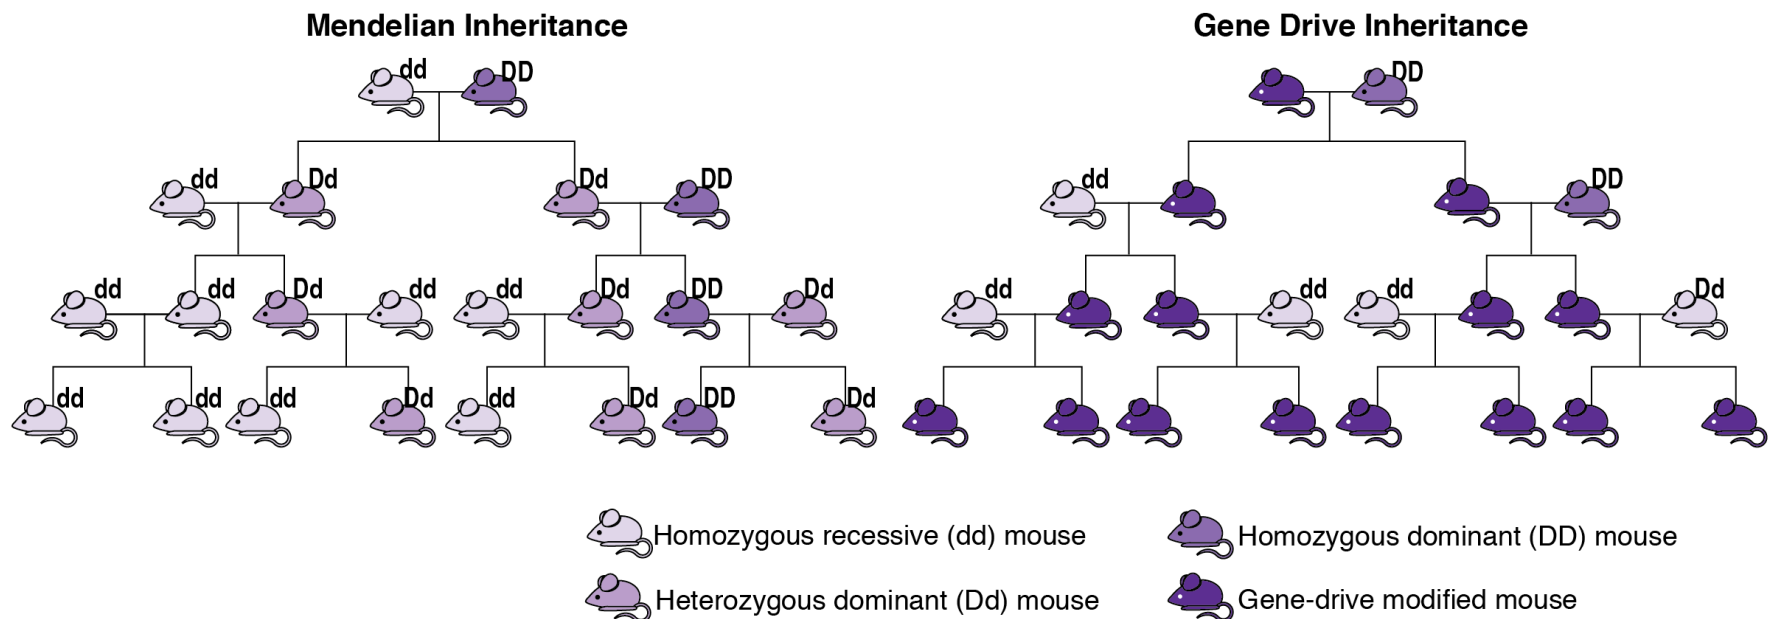 Mendelian Inheritance
Gene Drive Inheritance
dd DD
DD
dd Dd Dd DD
dd DD
dd dd Dd dd dd Dd DD Dd
dd dd dd Dd
dd dd dd Dd dd Dd DD Dd
Homozygous recessive (dd) mouse
Homozygous dominant (DD) mouse
Heterozygous dominant (Dd) mouse
Gene-drive modified mouse